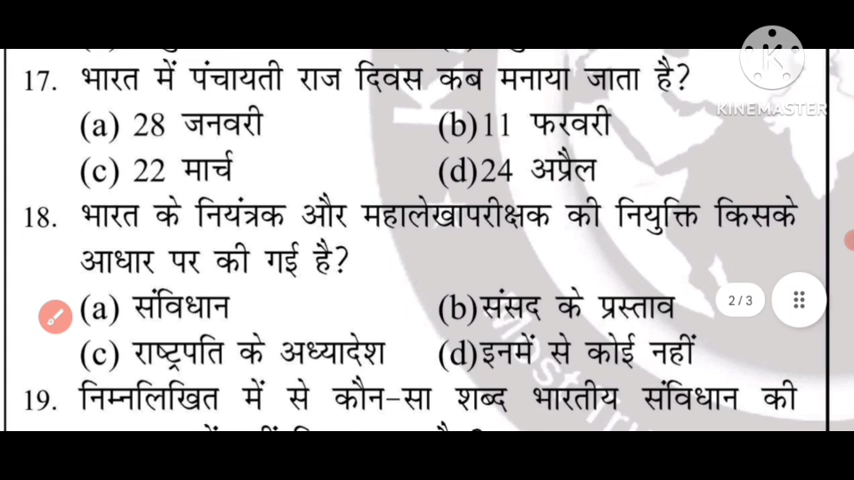 17. भारत में पंचायती राज दिवस कब मनाया जाता है?
(a) 28 जनवरी (b) 11 फरवरी
(c) 22 मार्च (d) 24 अप्रैल
18. भारत के नियंत्रक और महालेखापरीक्षक की नियुक्ति किसके
आधार पर की गई है?
(a) संविधान (b) संसद के प्रस्ताव
(c) राष्ट्रपति के अध्यादेश (d) इनमें से कोई नहीं
19. निम्नलिखित में से कौन-सा शब्द भारतीय संविधान की
KINEMASTER
2/3